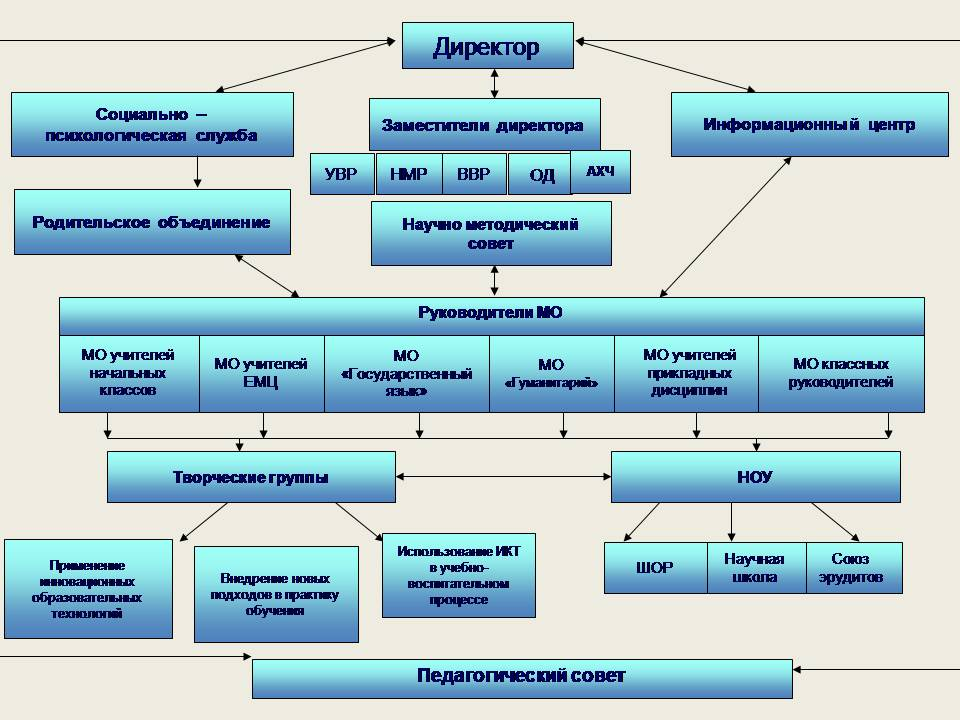 Директор
Социально –
психологическая служба
Заместители директора
Информационный центр
УВР
НМР
ВВР
ОД
АХЧ
Родительское объединение
Научно методический
совет
Руководители МО
МО учителей
начальных
классов
МО учителей
ЕМЦ
МО
«Государственный
язык»
МО
«Гуманитарий»
МО учителей
прикладных
дисциплин
МО классных
руководителей
Творческие группы
НОУ
Применение
инновационных
образовательных
технологий
Внедрение новых
подходов в практику
обучения
Использование ИКТ
в учебно-
воспитательном
процессе
ШОР
Научная
школа
Союз
эрудитов
Педагогический совет